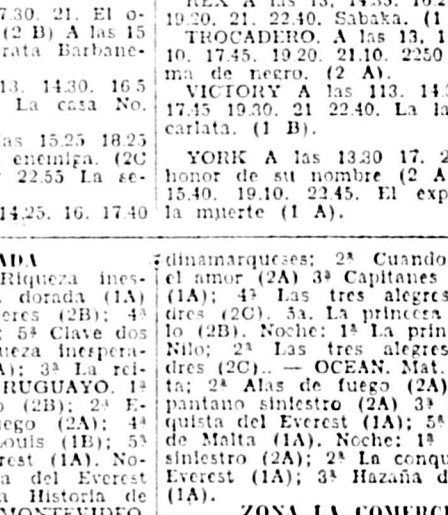 7.30. 21. El o-
(2 B) A las 15
rata Barbane-
13. 14.30. 16 5
La casa No.
las 15.25 18.25
enemiga. (2C
22.55 La se-
14.25. 16. 17.40
REX A las 13,
19.20. 21. 22.40. Sabaka. (1
TROCADERO. A las 13, 1
10. 17.45. 19.20. 21.10. 2250
ma de negro. (2 A).
VICTORY A las 113. 14.
17.45 19.30. 21 22.40. La la
carlata. (1 B).
YORK A las 13.30 17. 2
honor de su nombre (2 A
15.40. 19.10. 22.45. El exp
la muerte (1 A).
ADA
Riqueza ines-
dorada (1A)
eres (2B); 4ª
; 5ª Clave dos
ueza inespera-
A); 3ª La rei-
RUGUAYO. 1ª
o (2B); 2ª E-
uego (2A); 4ª
ouis (1B); 5ª
rest (1A). No-
a del Everest
a Historia de
MONTEVIDEO
dinamarqueses; 2ª Cuando
el amor (2A) 3ª Capitanes
(1A); 4ª Las tres alegres
dres (2C). 5a. La princesa
lo (2B). Noche: 1ª La prin
Nilo; 2ª Las tres alegres
dres (2C).. — OCEAN. Mat.
ta; 2ª Alas de fuego (2A)
pantano siniestro (2A) 3ª
quista del Everest (1A); 5ª
de Malta (1A). Noche: 1ª
siniestro (2A); 2ª La conqu
Everest (1A); 3ª Hazaña d
(1A).
ZONA LA COMERC